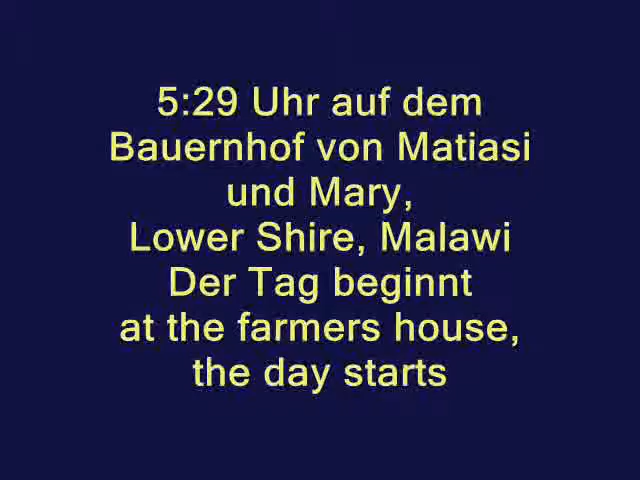 5:29 Uhr auf dem
Bauernhof von Matiasi
und Mary,
Lower Shire, Malawi
Der Tag beginnt
at the farmers house,
the day starts